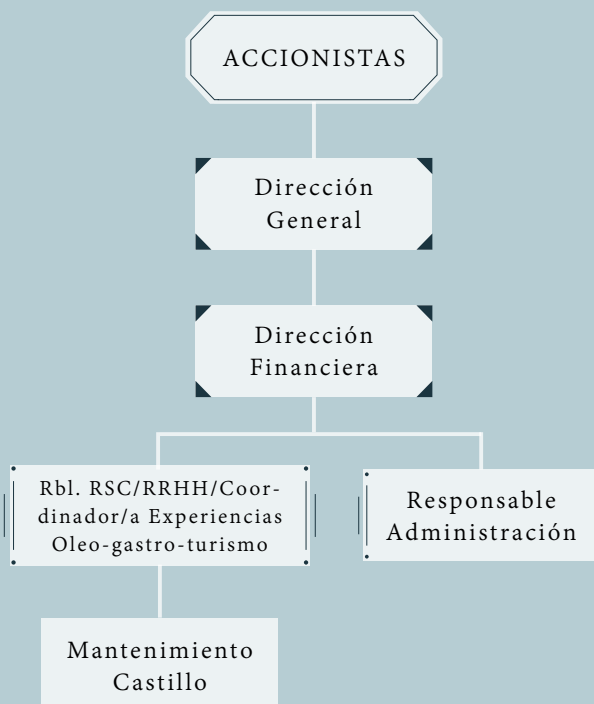 ACCIONISTAS
Dirección
General
Dirección
Financiera
Rbl. RSC/RRHH/Coor-
dinador/a Experiencias
Oleo-gastro-turismo
Responsable
Administración
Mantenimiento
Castillo